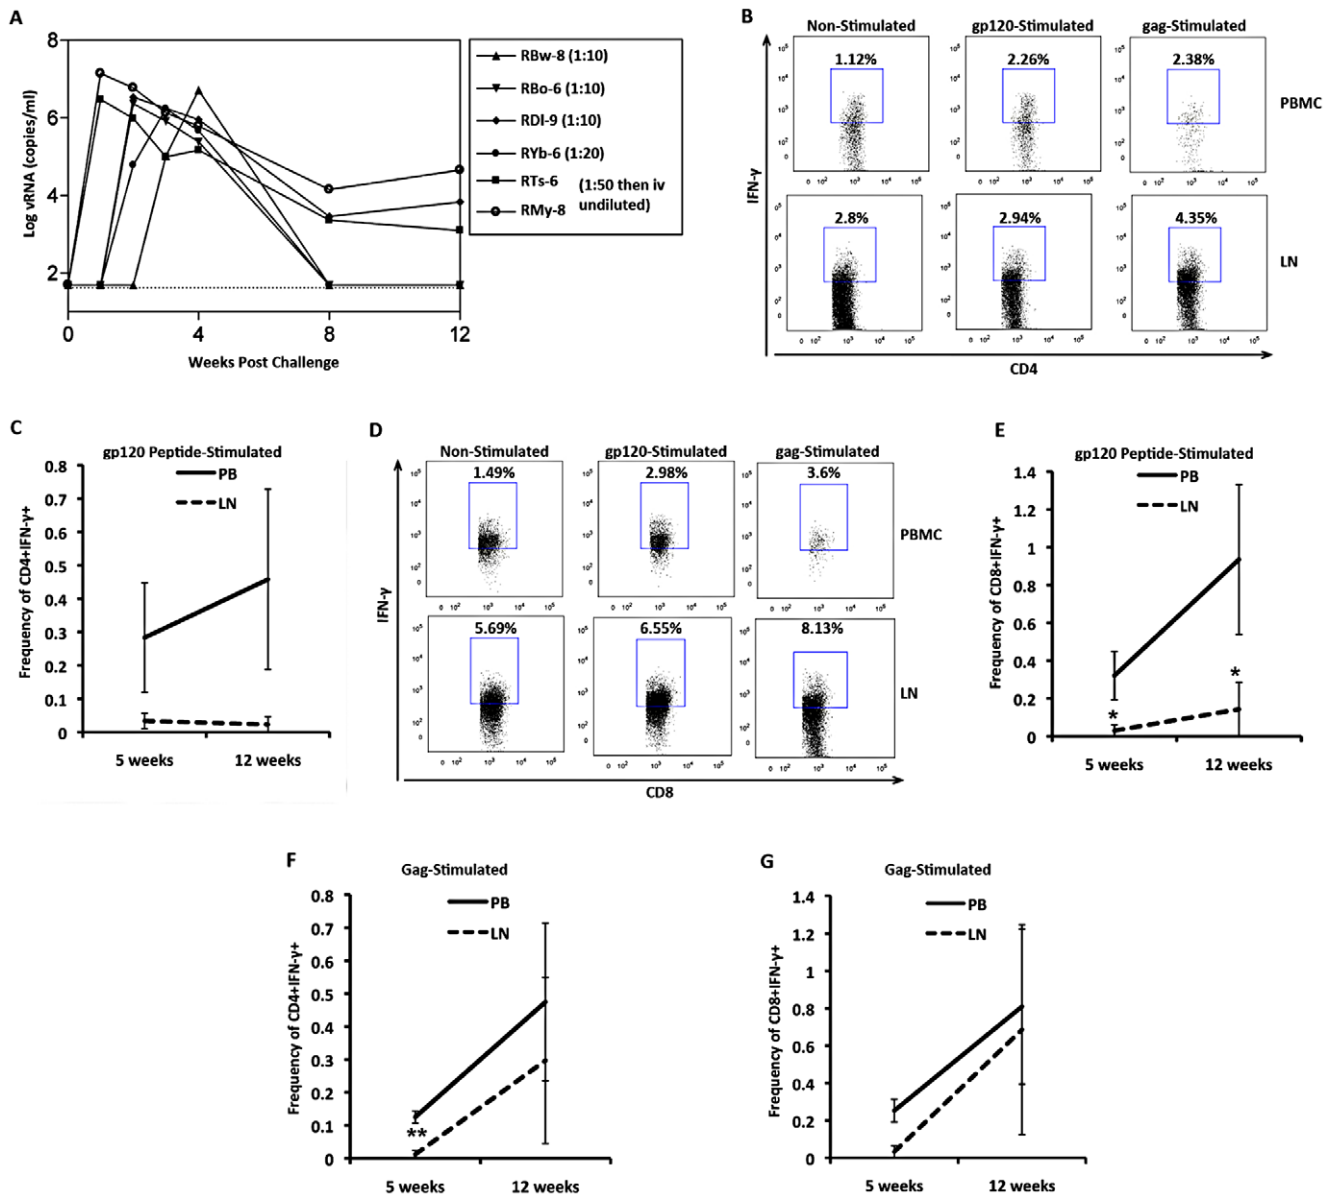 A
8
6
4
2
0
4
8
12
Log vRNA (copies/ml)
Weeks Post Challenge
RBw-8 (1:10)
RBo-6 (1:10)
RDI-9 (1:10)
RYb-6 (1:20)
RTs-6
RMy-8
(1:50 then iv
undiluted)
B
Non-Stimulated
gp120-Stimulated
gag-Stimulated
1.12%
2.26%
2.38%
PBMC
2.8%
2.94%
4.35%
LN
IFN-γ
CD4
C
gp120 Peptide-Stimulated
PB
LN
0.8
0.7
0.6
0.5
0.4
0.3
0.2
0.1
0
Frequency of CD4+IFN-γ+
5 weeks
12 weeks
D
Non-Stimulated
gp120-Stimulated
gag-Stimulated
1.49%
2.98%
3.6%
PBMC
5.69%
6.55%
8.13%
LN
IFN-γ
CD8
E
gp120 Peptide-Stimulated
PB
LN
1.4
1.2
1
0.8
0.6
0.4
0.2
0
Frequency of CD8+IFN-γ+
*
*
5 weeks
12 weeks
F
Gag-Stimulated
PB
LN
0.8
0.7
0.6
0.5
0.4
0.3
0.2
0.1
0
Frequency of CD4+IFN-γ+
**
5 weeks
12 weeks
G
Gag-Stimulated
PB
LN
1.4
1.2
1
0.8
0.6
0.4
0.2
0
Frequency of CD8+IFN-γ+
5 weeks
12 weeks